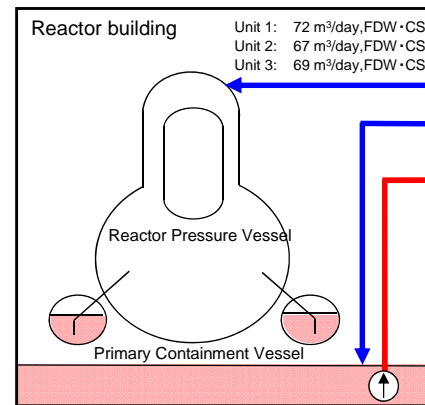 Reactor building
Unit 1: 72 m³/day,FDW・CS
Unit 2: 67 m³/day,FDW・CS
Unit 3: 69 m³/day,FDW・CS
Reactor Pressure Vessel
Primary Containment Vessel